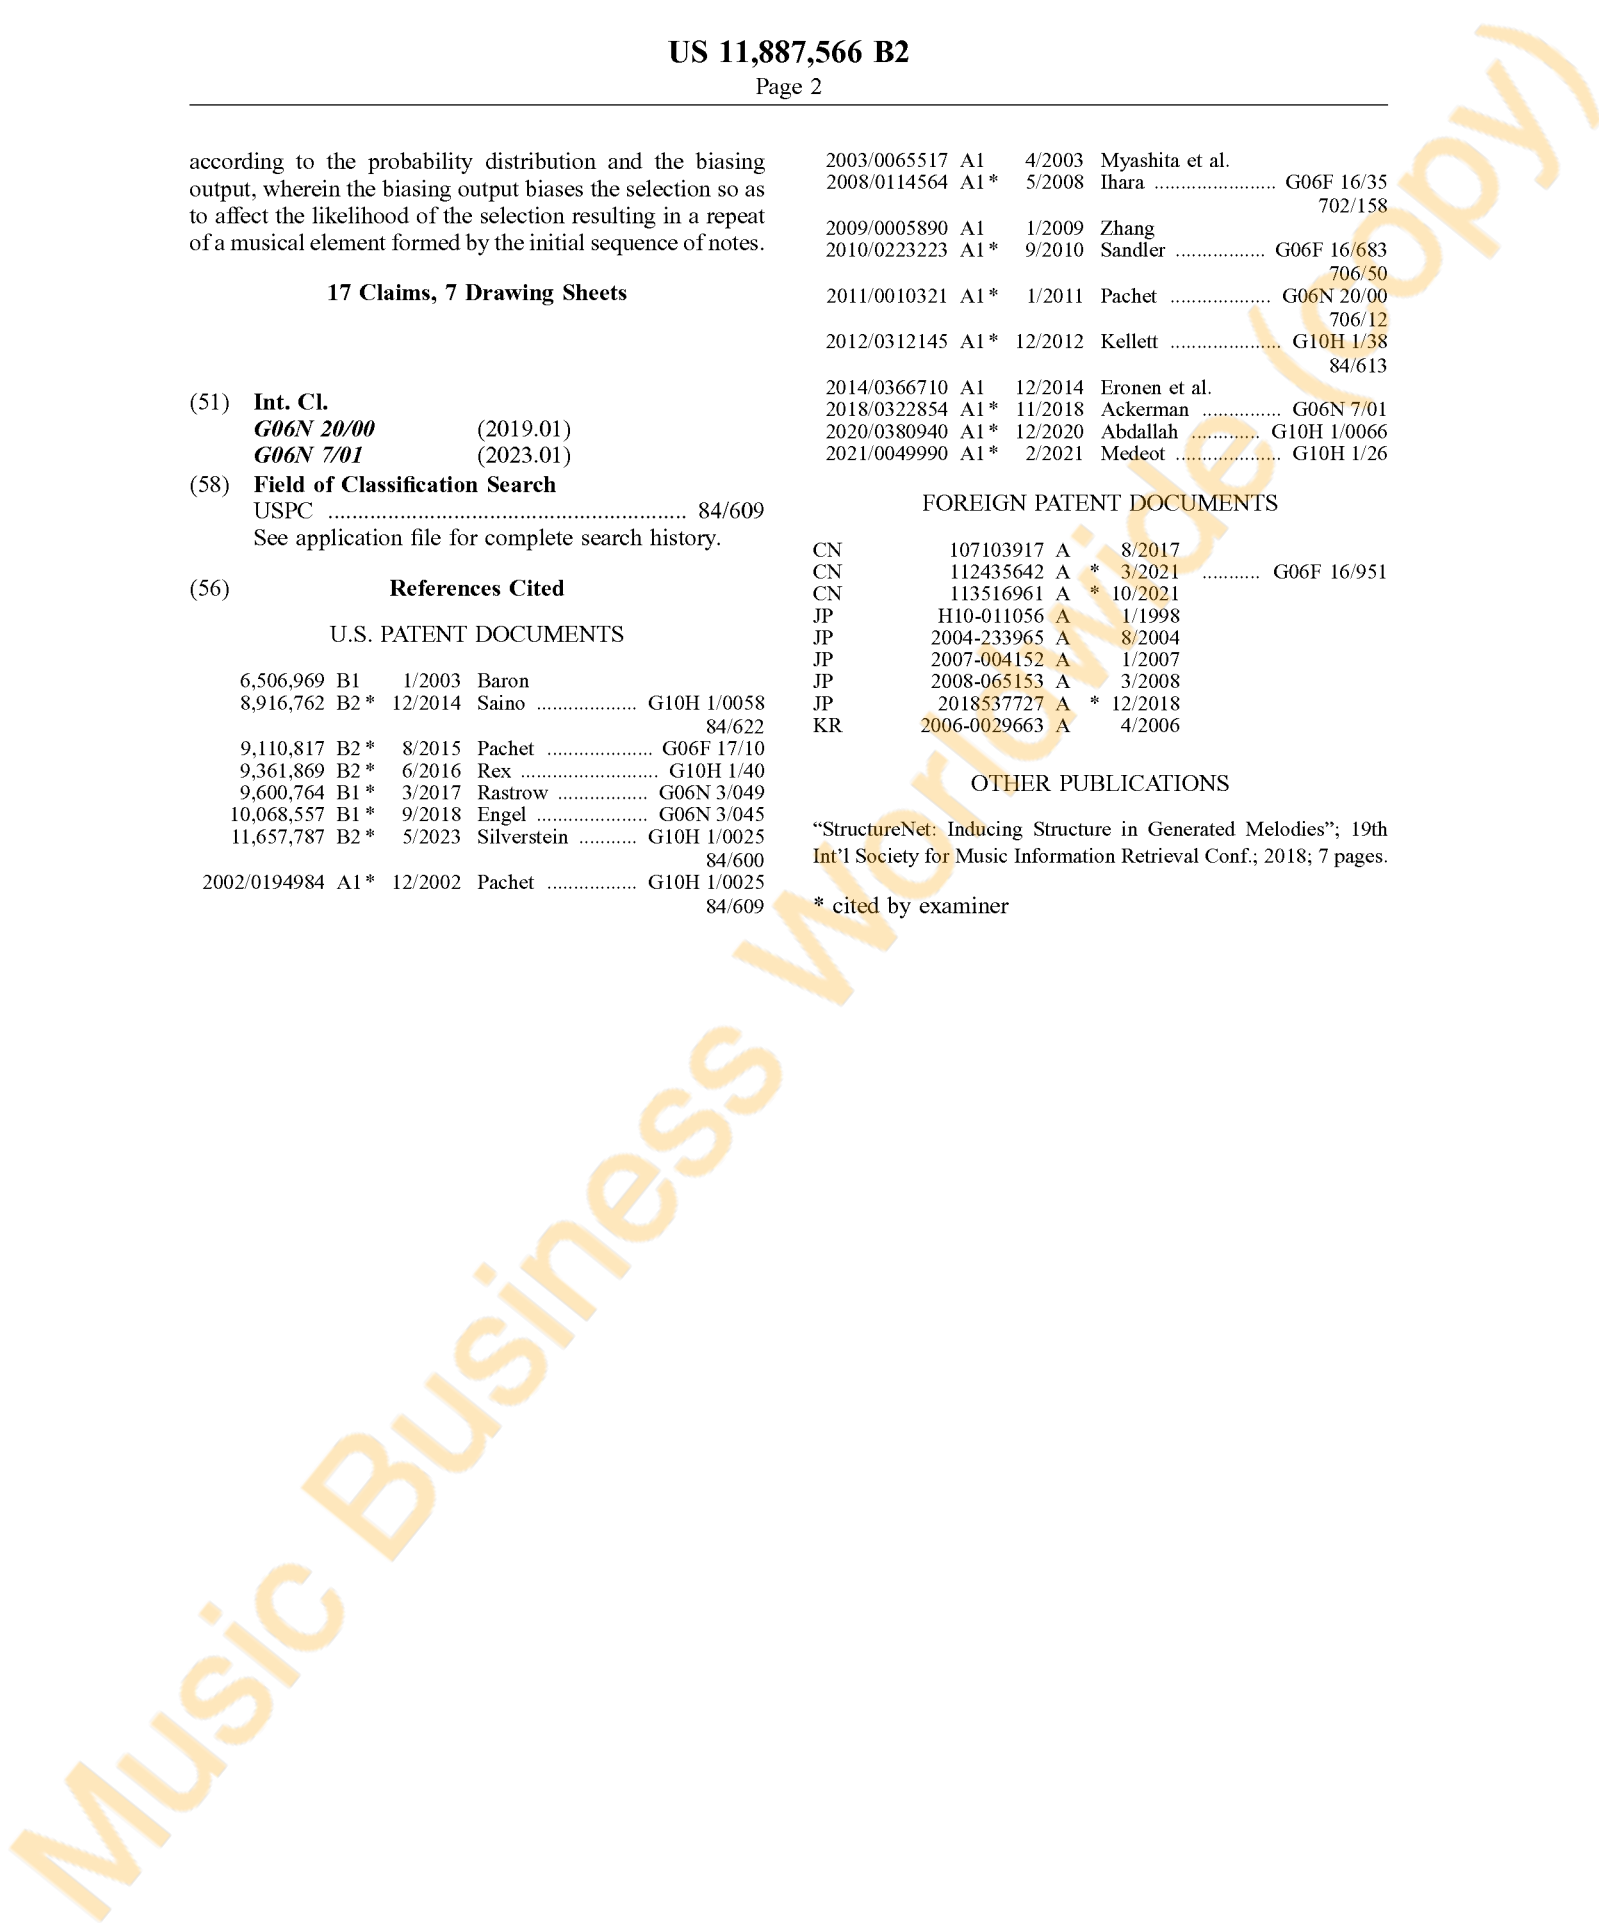 US 11,887,566 B2
Page 2
according to the probability distribution and the biasing
output, wherein the biasing output biases the selection so as
to affect the likelihood of the selection resulting in a repeat
of a musical element formed by the initial sequence of notes.
17 Claims, 7 Drawing Sheets
(51) Int. Cl.
G06N 20/00 (2019.01)
G06N 7/01 (2023.01)
(58) Field of Classification Search
USPC ............................................................. 84/609
See application file for complete search history.
(56) References Cited
U.S. PATENT DOCUMENTS
6,506,969 B1 1/2003 Baron
8,916,762 B2 * 12/2014 Saino ................... G10H 1/0058
84/622
9,110,817 B2 * 8/2015 Pachet .................... G06F 17/10
9,361,869 B2 * 6/2016 Rex .......................... G10H 1/40
9,600,764 B1 * 3/2017 Rastrow ................. G06N 3/049
10,068,557 B1 * 9/2018 Engel ..................... G06N 3/045
11,657,787 B2 * 5/2023 Silverstein ........... G10H 1/0025
84/600
2002/0194984 A1 * 12/2002 Pachet ................. G10H 1/0025
84/609
2003/0065517 A1 4/2003 Myashita et al.
2008/0114564 A1 * 5/2008 Ihara ....................... G06F 16/35
702/158
2009/0005890 A1 1/2009 Zhang
2010/0223223 A1 * 9/2010 Sandler ................. G06F 16/683
706/50
2011/0010321 A1 * 1/2011 Pachet ................... G06N 20/00
706/12
2012/0312145 A1 * 12/2012 Kellett ..................... G10H 1/38
84/613
2014/0366710 A1 12/2014 Eronen et al.
2018/0322854 A1 * 11/2018 Ackerman ............... G06N 7/01
2020/0380940 A1 * 12/2020 Abdallah ............. G10H 1/0066
2021/0049990 A1 * 2/2021 Medeot .................... G10H 1/26
FOREIGN PATENT DOCUMENTS
CN 107103917 A 8/2017
CN 112435642 A * 3/2021 ........... G06F 16/951
CN 113516961 A * 10/2021
JP H10-011056 A 1/1998
JP 2004-233965 A 8/2004
JP 2007-004152 A 1/2007
JP 2008-065153 A 3/2008
JP 2018537727 A * 12/2018
KR 2006-0029663 A 4/2006
OTHER PUBLICATIONS
“StructureNet: Inducing Structure in Generated Melodies”; 19th
Int’l Society for Music Information Retrieval Conf.; 2018; 7 pages.
* cited by examiner
Music Business Worldwide (copy)